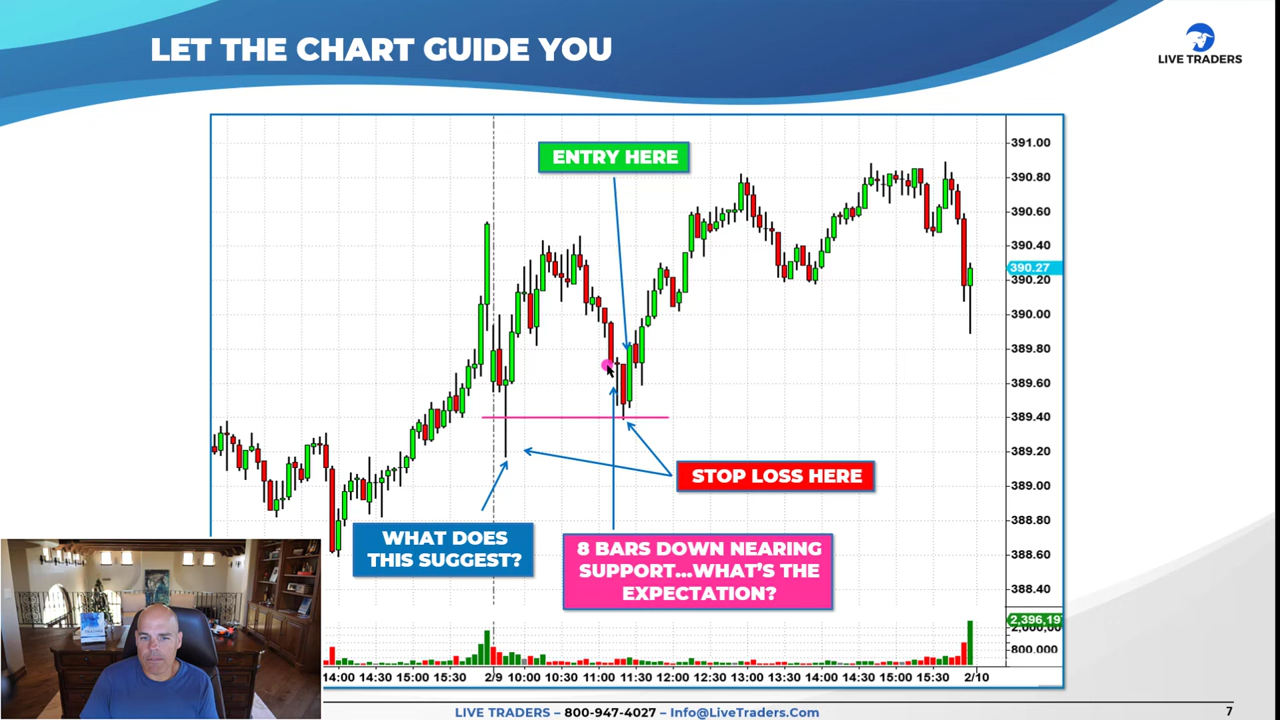 LET THE CHART GUIDE YOU
LIVE TRADERS
ENTRY HERE
391.00
390.80
390.60
390.40
390.27
390.20
390.00
389.80
389.60
389.40
389.20
389.00
388.80
388.60
388.40
STOP LOSS HERE
WHAT DOES
THIS SUGGEST?
8 BARS DOWN NEARING
SUPPORT...WHAT'S THE
EXPECTATION?
2,396,197
800.000
14:00 14:30 15:00 15:30 2/9 10:00 10:30 11:00 11:30 12:00 12:30 13:00 13:30 14:00 14:30 15:00 15:30 2/10
LIVE TRADERS – 800-947-4027 – Info@LiveTraders.Com
7